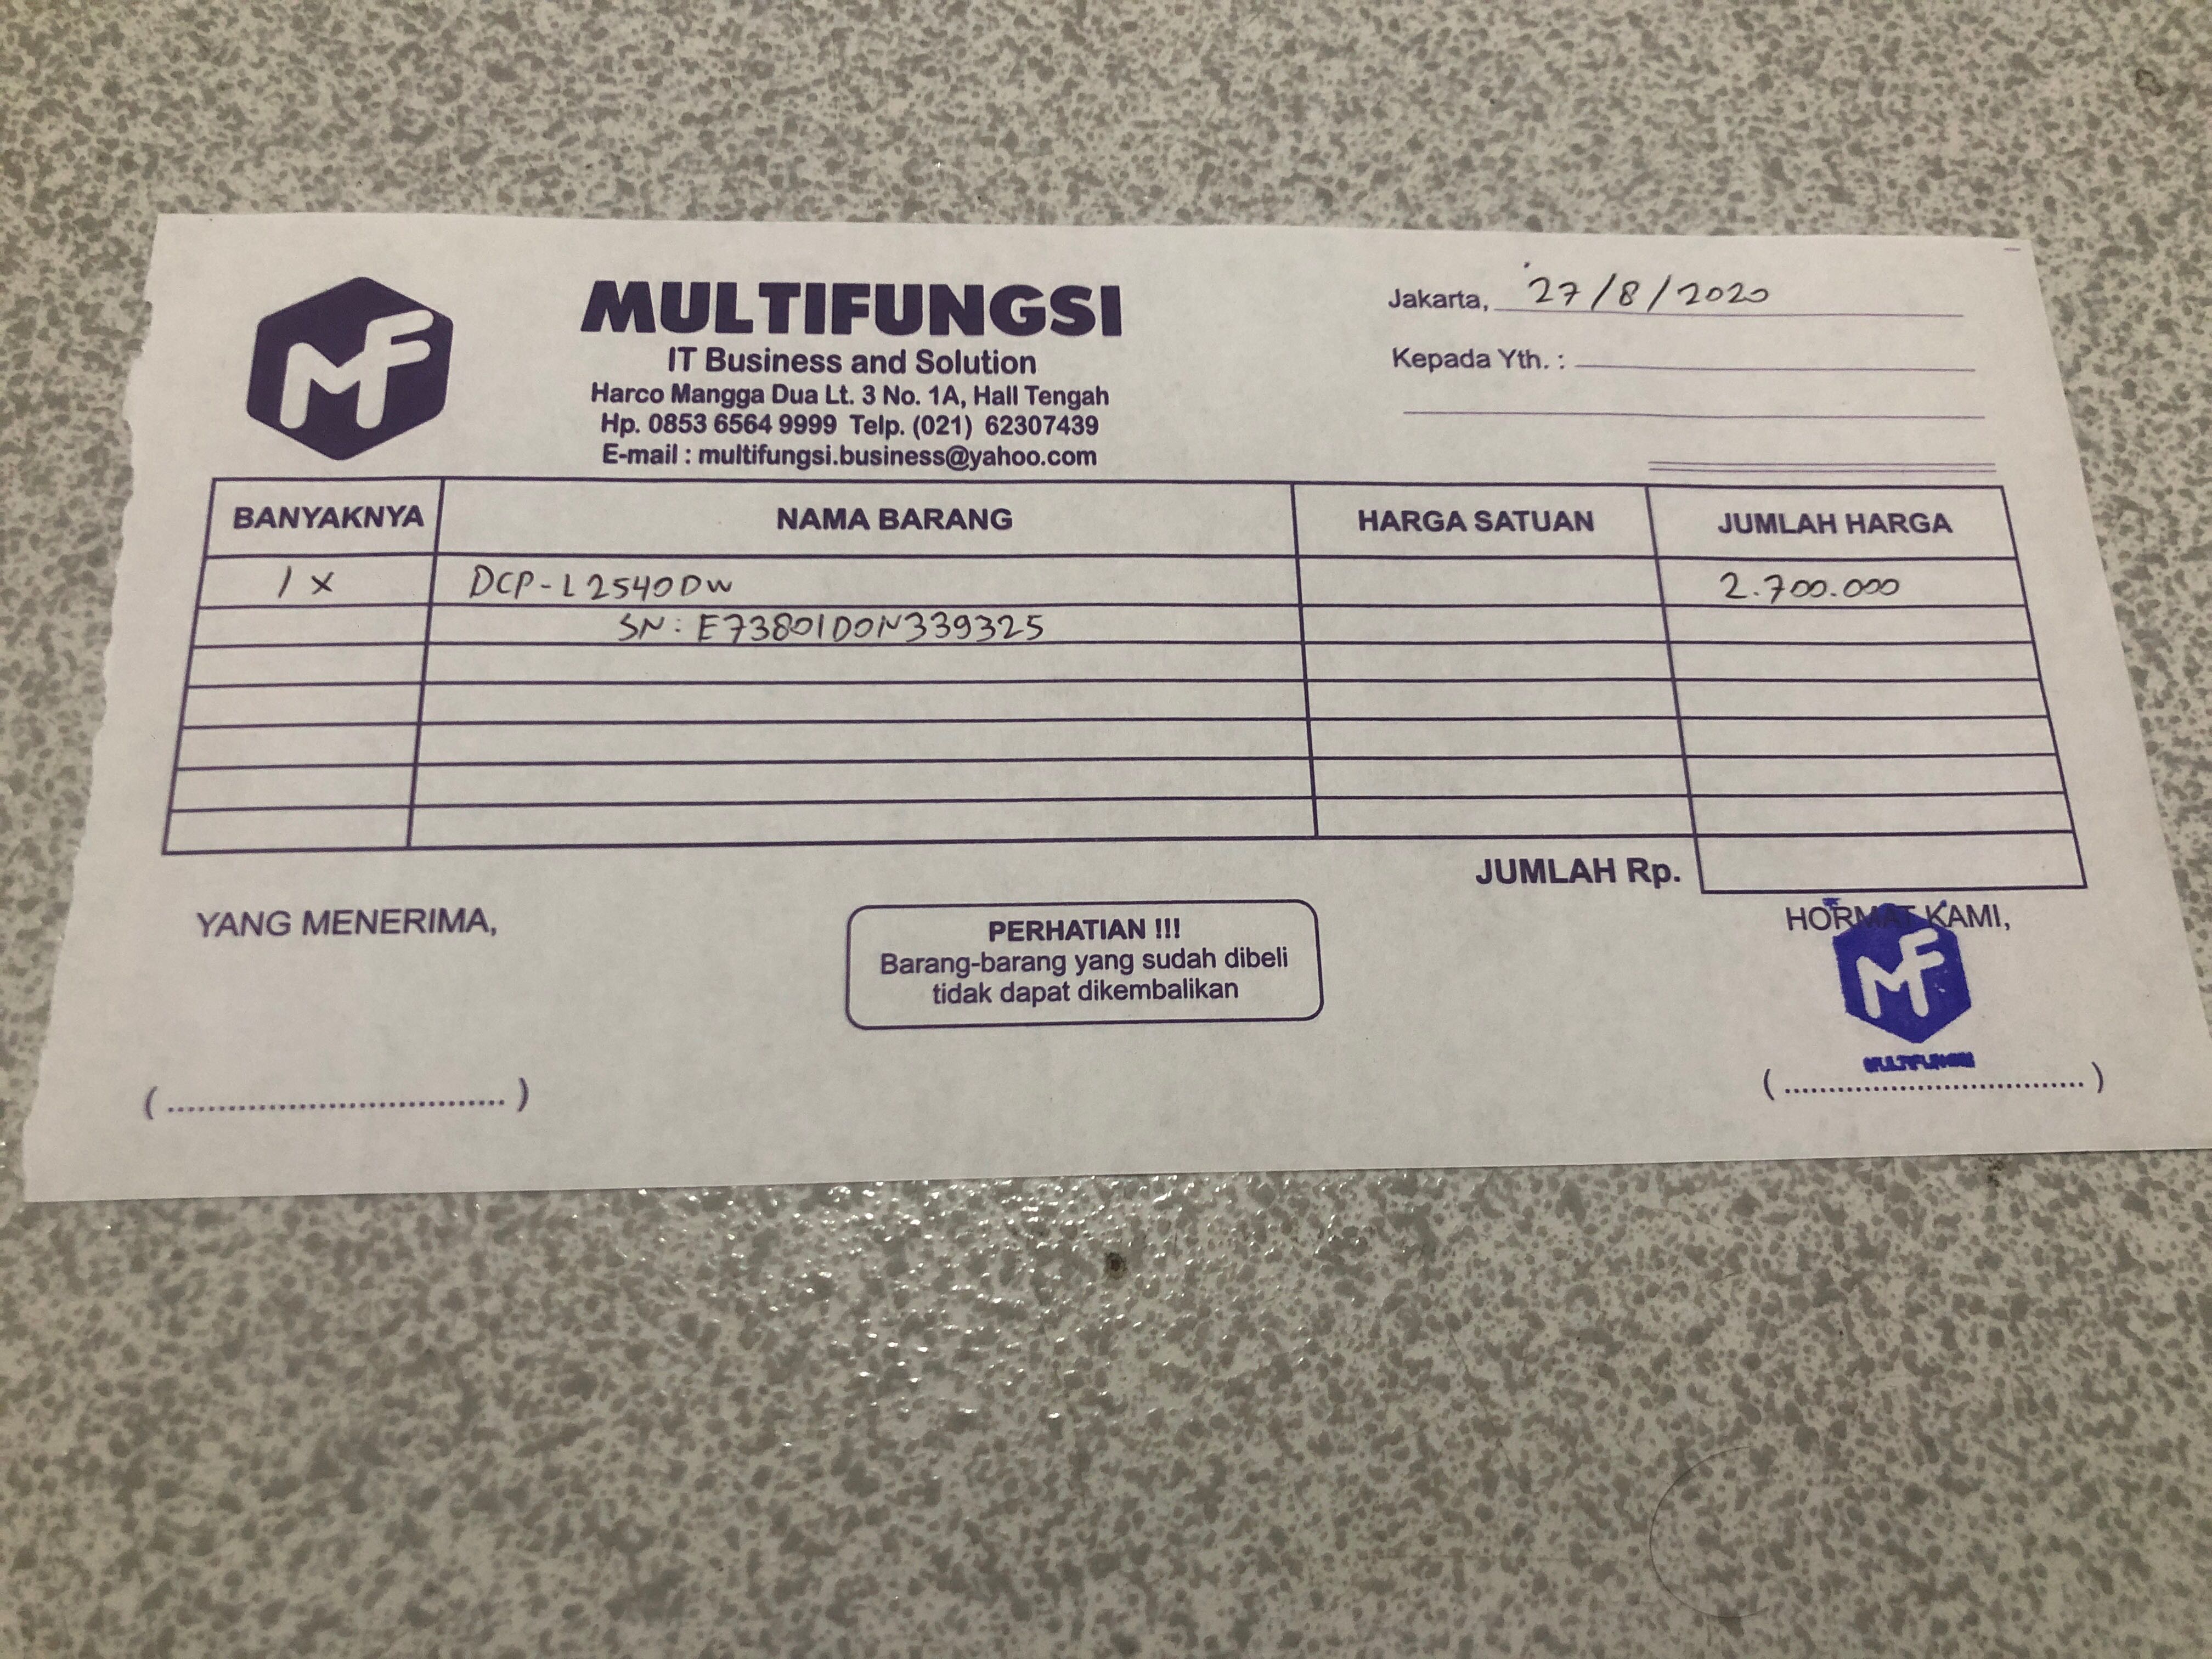 MF
MULTIFUNGSI
IT Business and Solution
Harco Mangga Dua Lt. 3 No. 1A, Hall Tengah
Hp. 0853 6564 9999 Telp. (021) 62307439
E-mail : multifungsi.business@yahoo.com
Jakarta, 27/8/2020
Kepada Yth. :
BANYAKNYA NAMA BARANG HARGA SATUAN JUMLAH HARGA
1 x DCP-L2540DW 2.700.000
SN: E73801D0N339325
JUMLAH Rp.
YANG MENERIMA,
PERHATIAN !!!
Barang-barang yang sudah dibeli
tidak dapat dikembalikan
HORMAT KAMI,
MF
MULTIFUNGSI
(.................................)
(.................................)